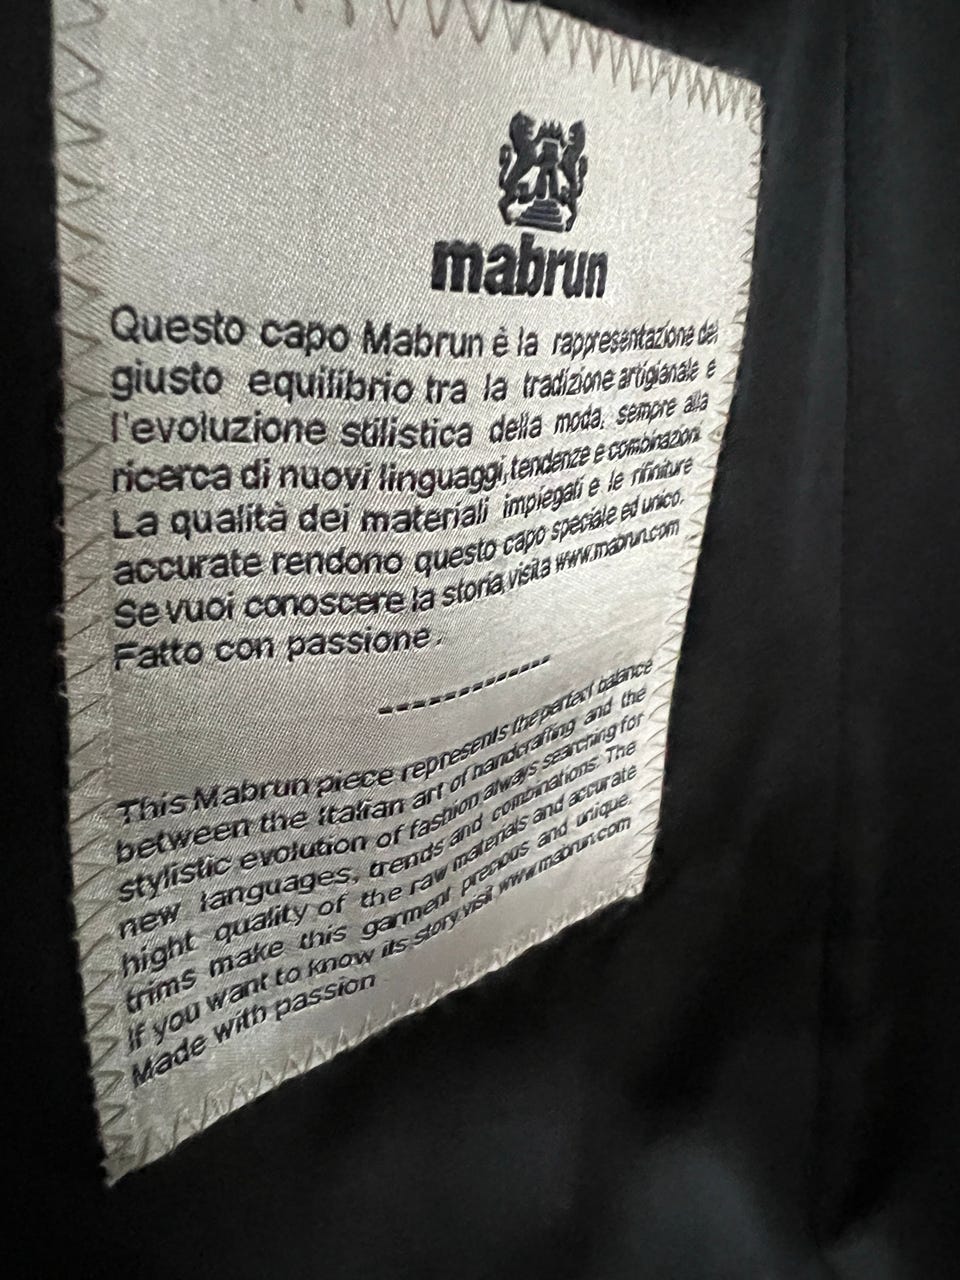 mabrun
Questo capo Mabrun è la rappresentazione del
giusto equilibrio tra la tradizione artigianale e
l'evoluzione stilistica della moda, sempre alla
ricerca di nuovi linguaggi, tendenze e combinazioni.
La qualità dei materiali impiegati e le rifiniture
accurate rendono questo capo speciale ed unico.
Se vuoi conoscere la storia, visita www.mabrun.com
Fatto con passione.
-------------
This Mabrun piece represents the perfect balance
between the Italian art of handcrafting and the
stylistic evolution of fashion, always searching for
new languages, trends and combinations. The
hight quality of the raw materials and accurate
trims make this garment precious and unique.
If you want to know its story, visit www.mabrun.com
Made with passion